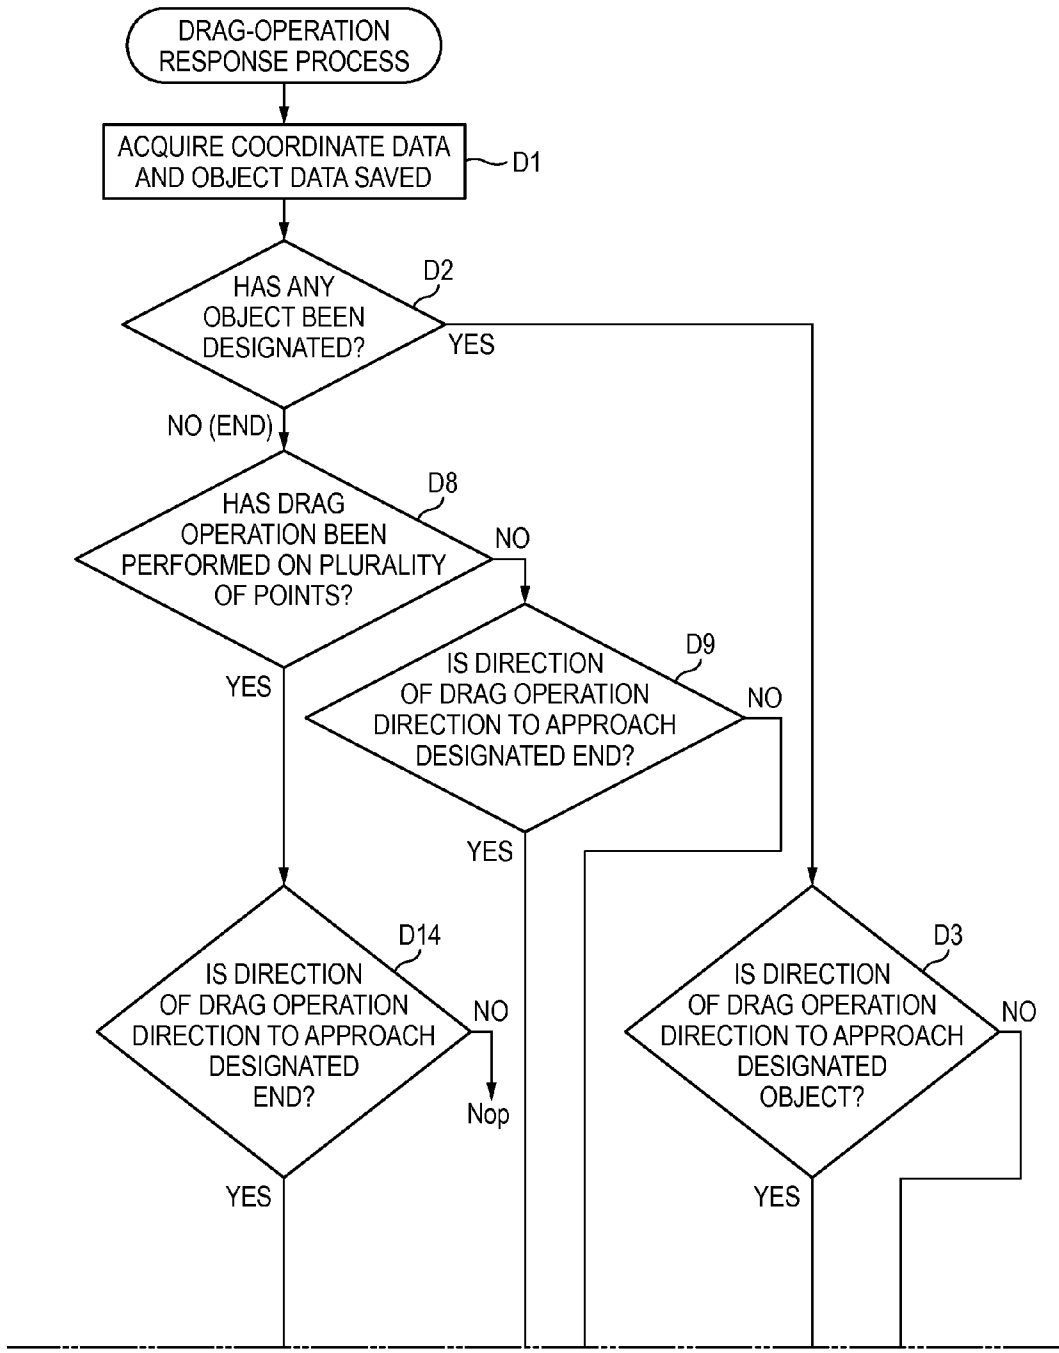 DRAG-OPERATION
RESPONSE PROCESS
ACQUIRE COORDINATE DATA
AND OBJECT DATA SAVED
D1
D2
HAS ANY
OBJECT BEEN
DESIGNATED?
YES
NO (END)
D8
HAS DRAG
OPERATION BEEN
PERFORMED ON PLURALITY
OF POINTS?
NO
YES
D9
IS DIRECTION
OF DRAG OPERATION
DIRECTION TO APPROACH
DESIGNATED END?
NO
YES
D14
IS DIRECTION
OF DRAG OPERATION
DIRECTION TO APPROACH
DESIGNATED
END?
NO
Nop
YES
D3
IS DIRECTION
OF DRAG OPERATION
DIRECTION TO APPROACH
DESIGNATED
OBJECT?
NO
YES